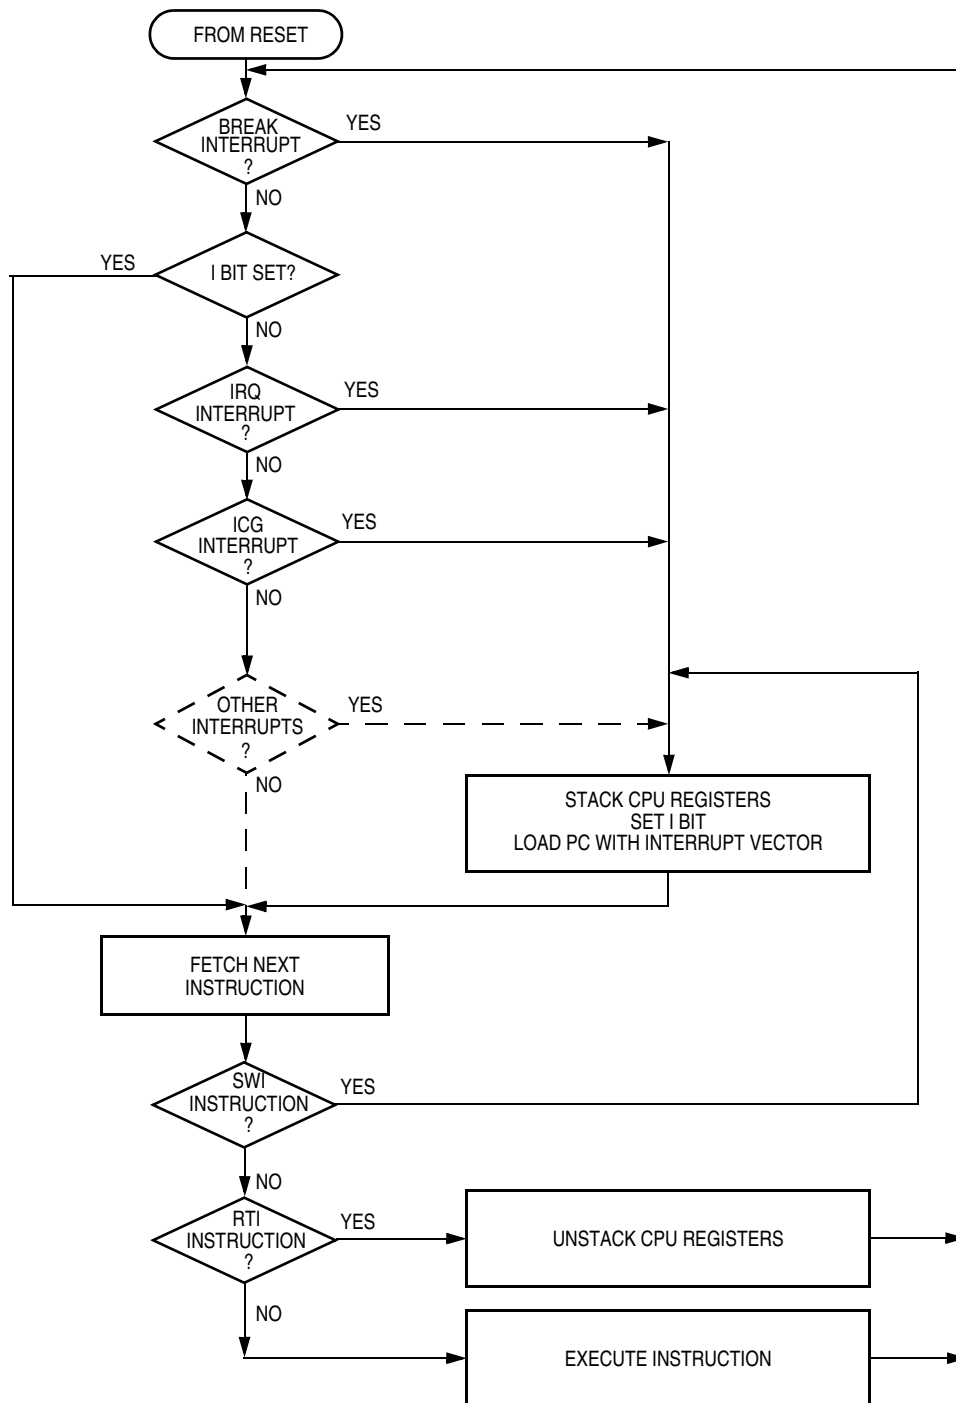 FROM RESET
BREAK
INTERRUPT
?
YES
NO
I BIT SET?
YES
NO
IRQ
INTERRUPT
?
YES
NO
ICG
INTERRUPT
?
YES
NO
OTHER
INTERRUPTS
?
YES
NO
STACK CPU REGISTERS
SET I BIT
LOAD PC WITH INTERRUPT VECTOR
FETCH NEXT
INSTRUCTION
SWI
INSTRUCTION
?
YES
NO
RTI
INSTRUCTION
?
YES
UNSTACK CPU REGISTERS
NO
EXECUTE INSTRUCTION